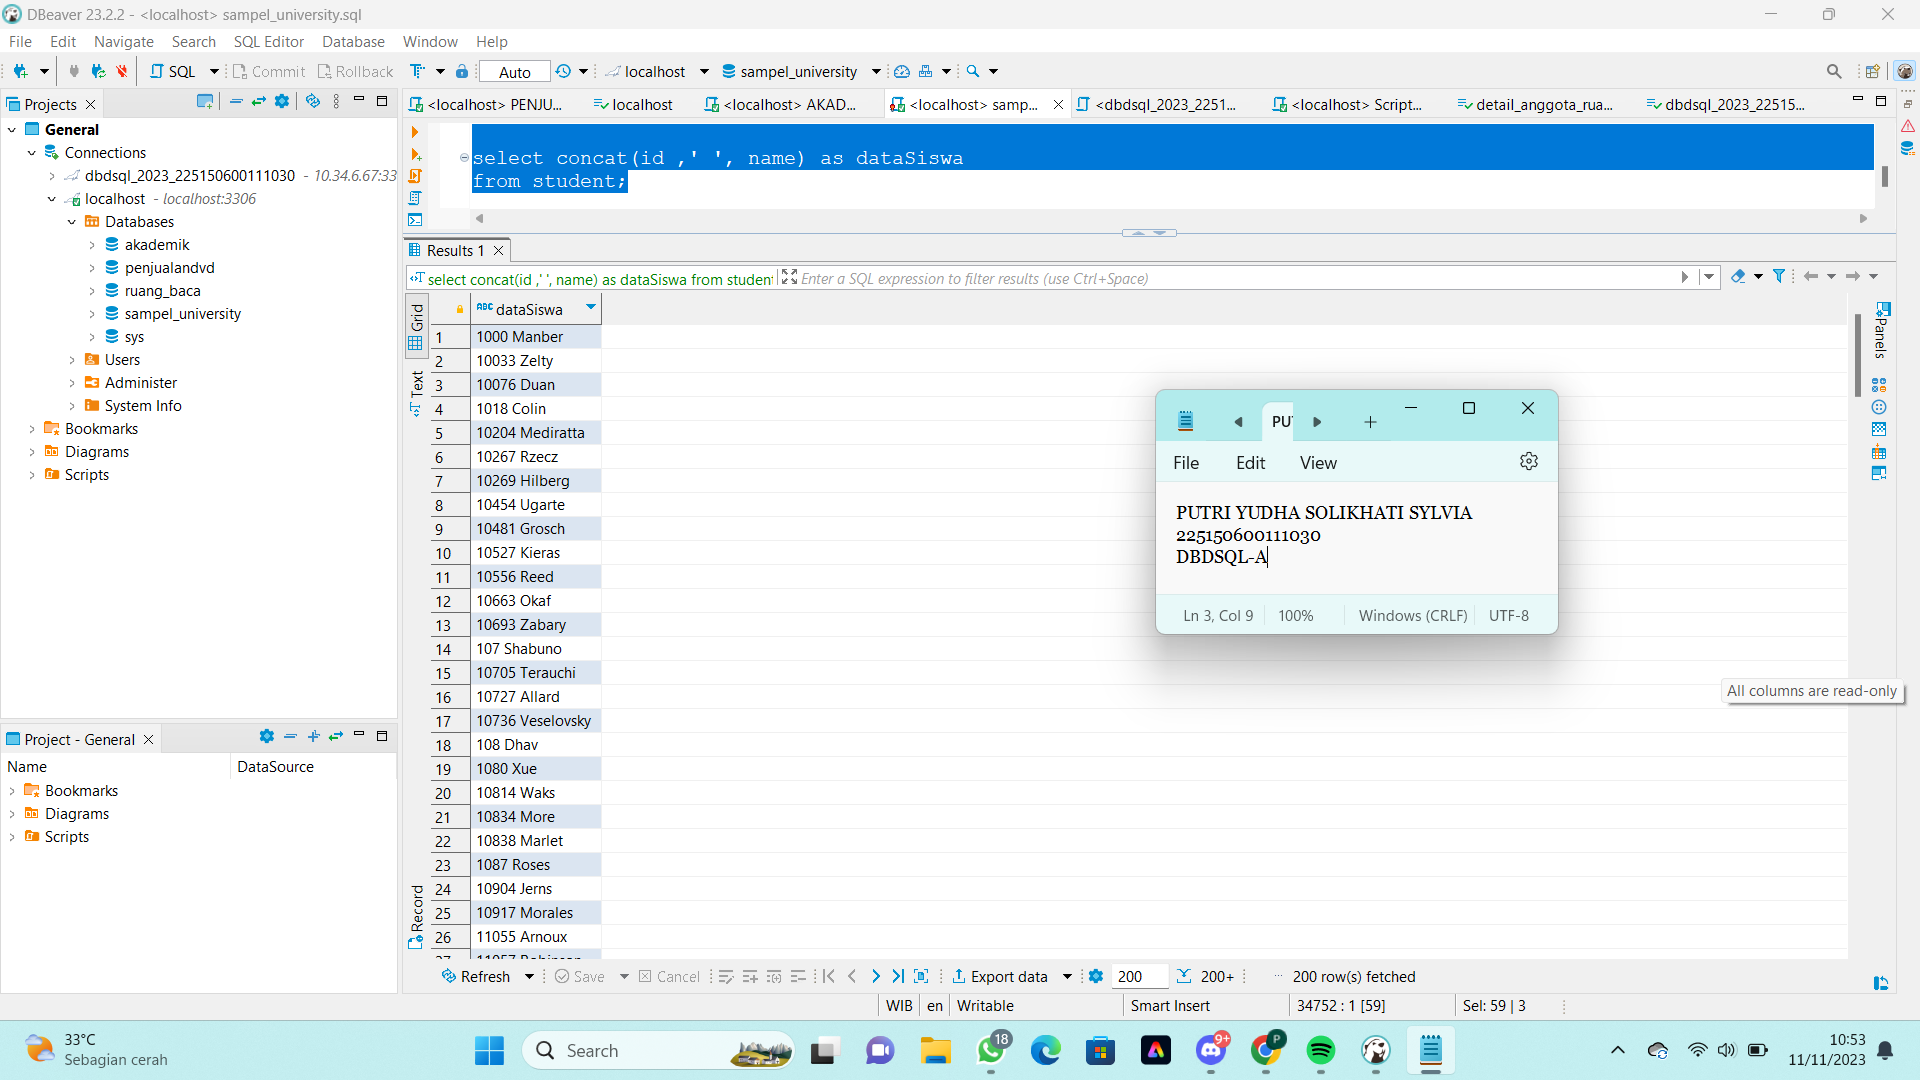 DBeaver 23.2.2 - <localhost> sampel_university.sql
File Edit Navigate Search SQL Editor Database Window Help
SQL Commit Rollback Auto localhost sampel_university
Projects
<localhost> PENJU... localhost <localhost> AKAD... <localhost> samp... <dbdsql_2023_2251... <localhost> Script... detail_anggota_rua... dbdsql_2023_22515...
General
Connections
dbdsql_2023_225150600111030 - 10.34.6.67:33
localhost - localhost:3306
Databases
akademik
penjualandvd
ruang_baca
sampel_university
sys
Users
Administer
System Info
Bookmarks
Diagrams
Scripts
select concat(id ,' ', name) as dataSiswa
from student;
Results 1
select concat(id ,' ', name) as dataSiswa from student
Enter a SQL expression to filter results (use Ctrl+Space)
Grid
Text
Record
Panels
ABC dataSiswa
1 1000 Manber
2 10033 Zelty
3 10076 Duan
4 1018 Colin
5 10204 Mediratta
6 10267 Rzecz
7 10269 Hilberg
8 10454 Ugarte
9 10481 Grosch
10 10527 Kieras
11 10556 Reed
12 10663 Okaf
13 10693 Zabary
14 107 Shabuno
15 10705 Terauchi
16 10727 Allard
17 10736 Veselovsky
18 108 Dhav
19 1080 Xue
20 10814 Waks
21 10834 More
22 10838 Marlet
23 1087 Roses
24 10904 Jerns
25 10917 Morales
26 11055 Arnoux
PU
File Edit View
PUTRI YUDHA SOLIKHATI SYLVIA
225150600111030
DBDSQL-A
Ln 3, Col 9 100% Windows (CRLF) UTF-8
All columns are read-only
Project - General
Name DataSource
Bookmarks
Diagrams
Scripts
Refresh Save Cancel Export data 200 200+ ... 200 row(s) fetched
WIB en Writable Smart Insert 34752 : 1 [59] Sel: 59 | 3
33°C
Sebagian cerah
Search
18
9+
P
10:53
11/11/2023